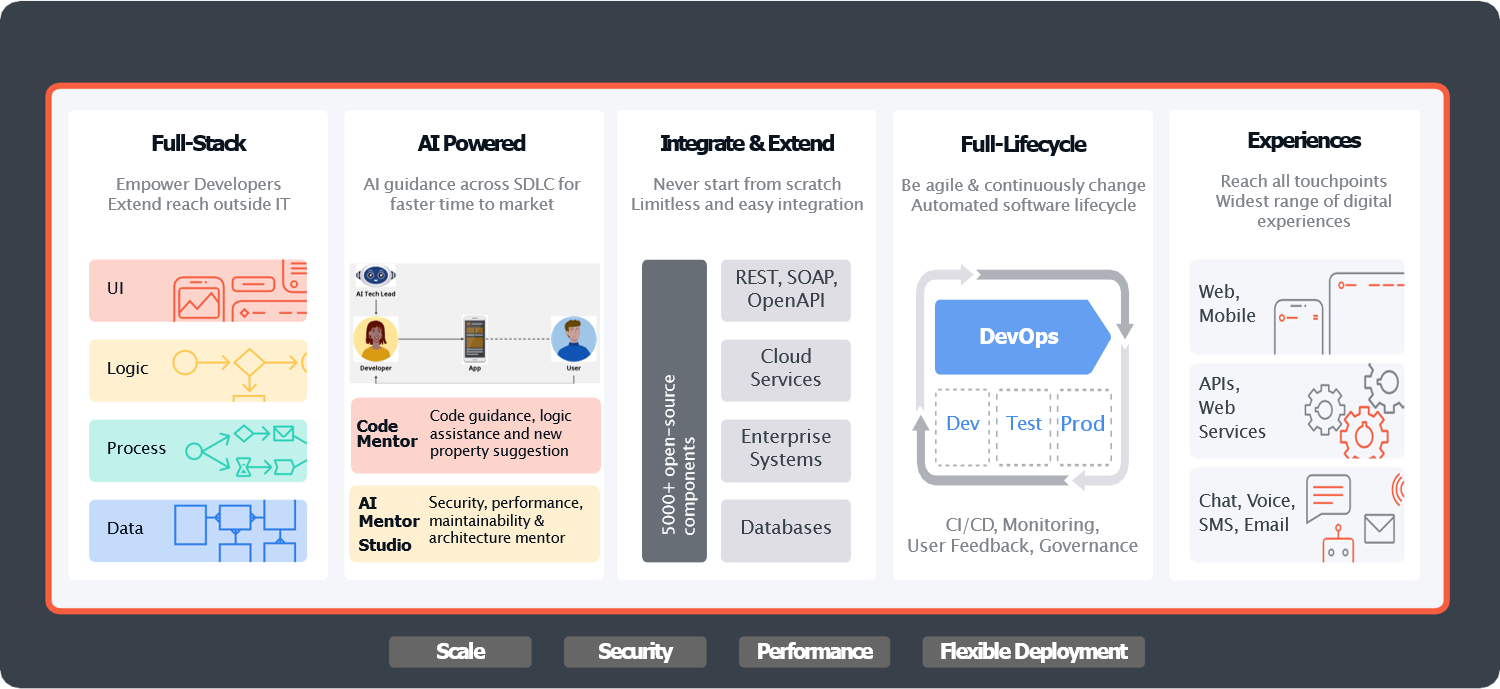 Full-Stack
Empower Developers
Extend reach outside IT
UI
Logic
Process
Data
AI Powered
AI guidance across SDLC for
faster time to market
AI Tech Lead
Developer
App
User
Code
Mentor
Code guidance, logic
assistance and new
property suggestion
AI
Mentor
Studio
Security, performance,
maintainability &
architecture mentor
Integrate & Extend
Never start from scratch
Limitless and easy integration
5000+ open-source
components
REST, SOAP,
OpenAPI
Cloud
Services
Enterprise
Systems
Databases
Full-Lifecycle
Be agile & continuously change
Automated software lifecycle
DevOps
Dev
Test
Prod
CI/CD, Monitoring,
User Feedback, Governance
Experiences
Reach all touchpoints
Widest range of digital
experiences
Web,
Mobile
APIs,
Web
Services
Chat, Voice,
SMS, Email
Scale
Security
Performance
Flexible Deployment